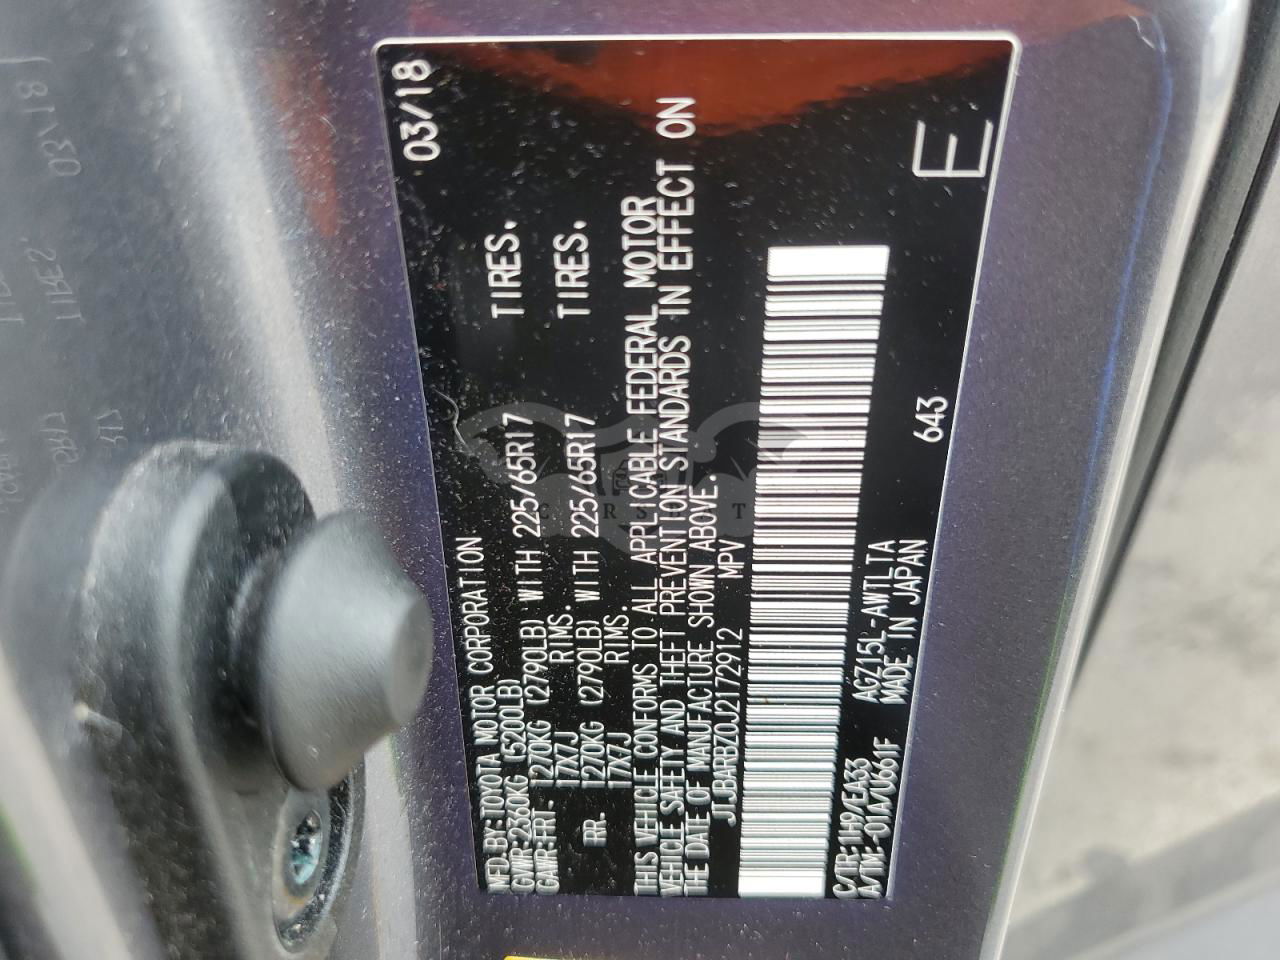 MFD. BY: TOYOTA MOTOR CORPORATION 03/18
GVWR: 2360KG (5200LB)
GAWR: FRT. 1270KG (2790LB) WITH 225/65R17 TIRES.
17X7J RIMS.
RR. 1270KG (2790LB) WITH 225/65R17 TIRES.
17X7J RIMS.
THIS VEHICLE CONFORMS TO ALL APPLICABLE FEDERAL MOTOR
VEHICLE SAFETY AND THEFT PREVENTION STANDARDS IN EFFECT ON
THE DATE OF MANUFACTURE SHOWN ABOVE.
JTJBARBZ0J2172912 MPV
C/TR: 1H9/EA33 AGZ15L-AWTLTA 643
A/TM: -01A/U661F MADE IN JAPAN
E